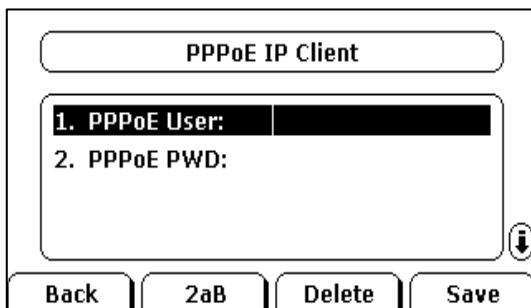 PPPoE IP Client
1. PPPoE User:
2. PPPoE PWD:
Back 2aB Delete Save